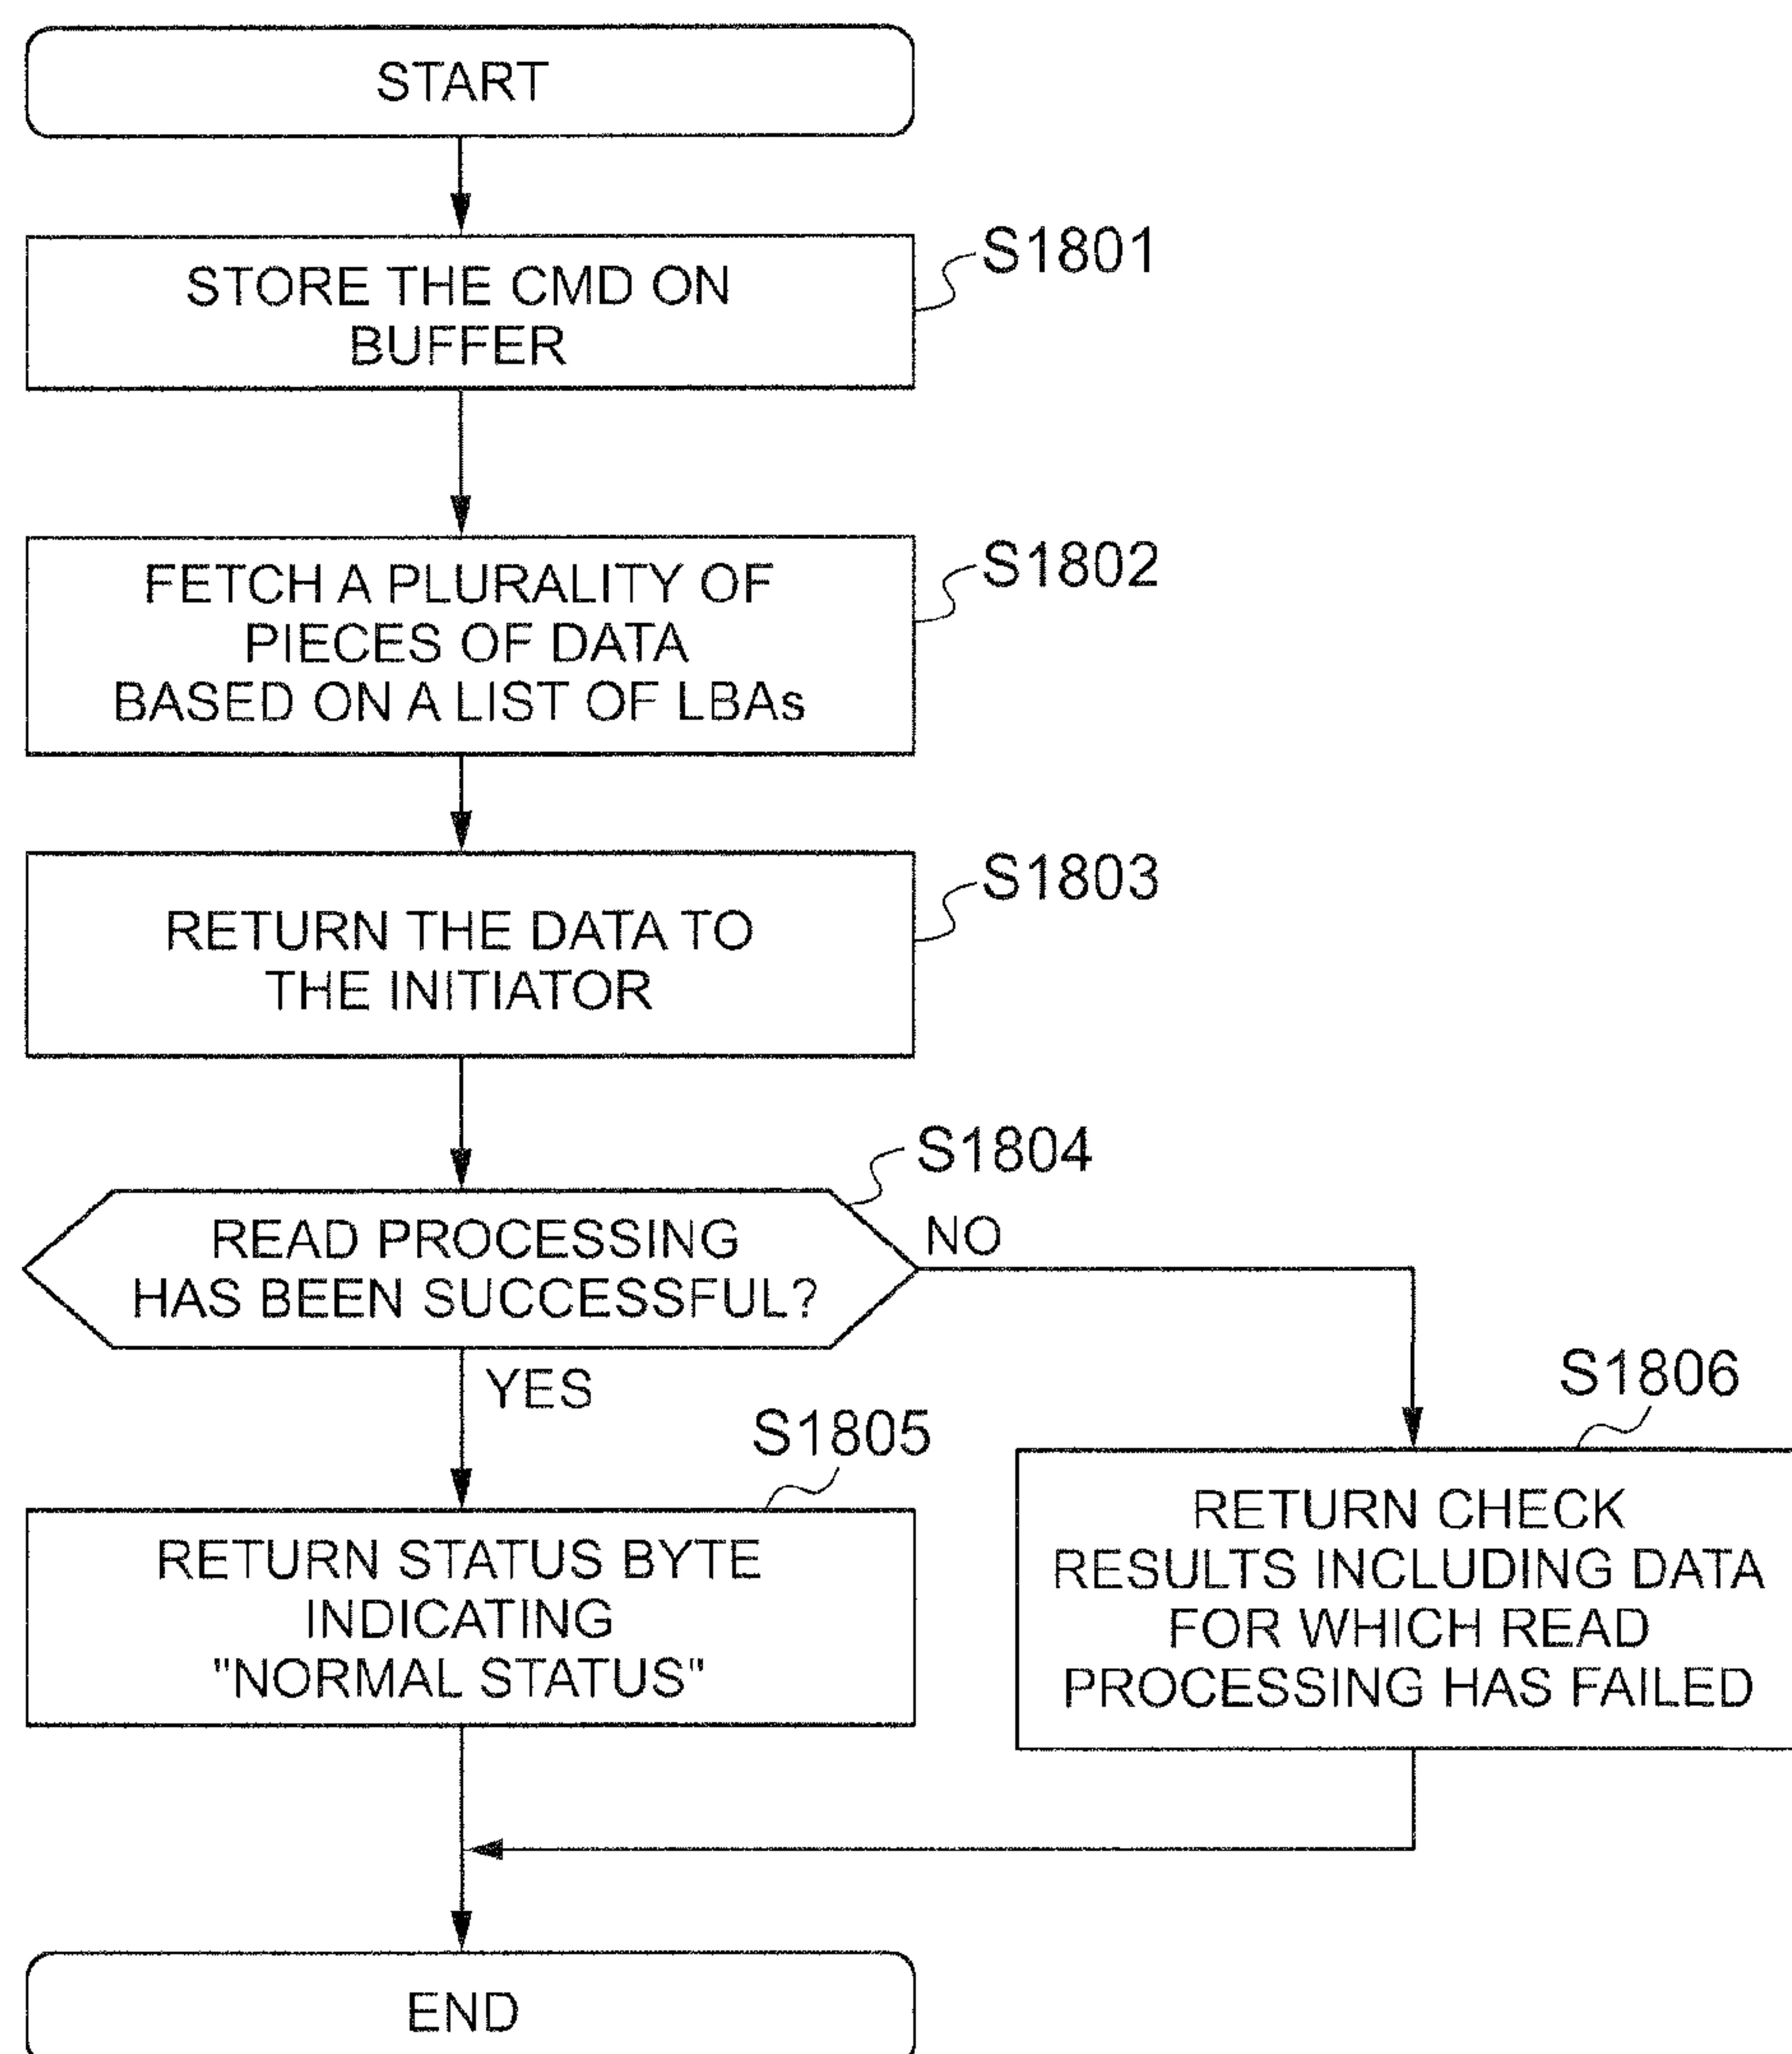 START
S1801
STORE THE CMD ON
BUFFER
S1802
FETCH A PLURALITY OF
PIECES OF DATA
BASED ON A LIST OF LBAs
S1803
RETURN THE DATA TO
THE INITIATOR
S1804
READ PROCESSING
HAS BEEN SUCCESSFUL?
NO
YES
S1805
RETURN STATUS BYTE
INDICATING
"NORMAL STATUS"
S1806
RETURN CHECK
RESULTS INCLUDING DATA
FOR WHICH READ
PROCESSING HAS FAILED
END